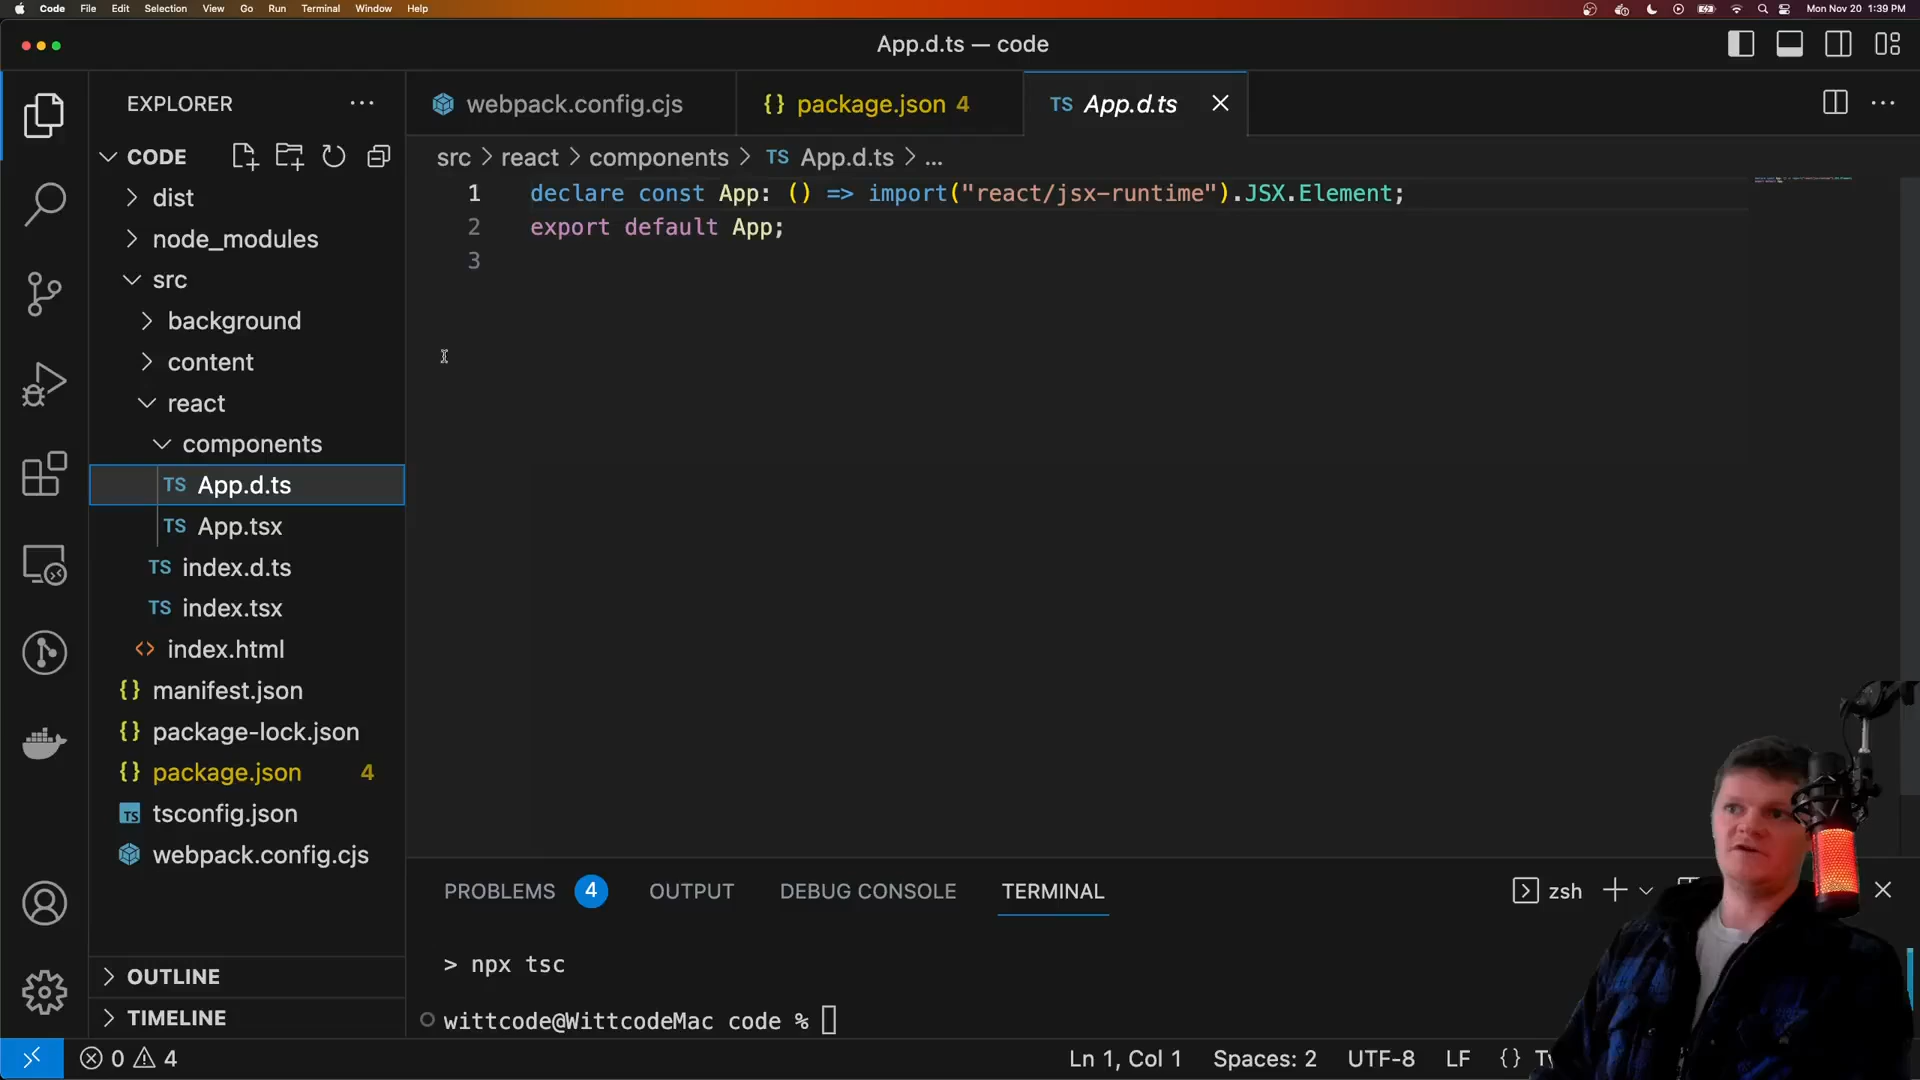 Code File Edit Selection View Go Run Terminal Window Help
Mon Nov 20 1:39 PM
App.d.ts — code
EXPLORER
CODE
dist
node_modules
src
background
content
react
components
TS App.d.ts
TS App.tsx
TS index.d.ts
TS index.tsx
<> index.html
{} manifest.json
{} package-lock.json
{} package.json 4
TS tsconfig.json
webpack.config.cjs
OUTLINE
TIMELINE
webpack.config.cjs
{} package.json 4
TS App.d.ts
src > react > components > TS App.d.ts > ...
1 declare const App: () => import("react/jsx-runtime").JSX.Element;
2 export default App;
3
PROBLEMS 4 OUTPUT DEBUG CONSOLE TERMINAL
zsh
> npx tsc
wittcode@WittcodeMac code %
0 4
Ln 1, Col 1 Spaces: 2 UTF-8 LF {}